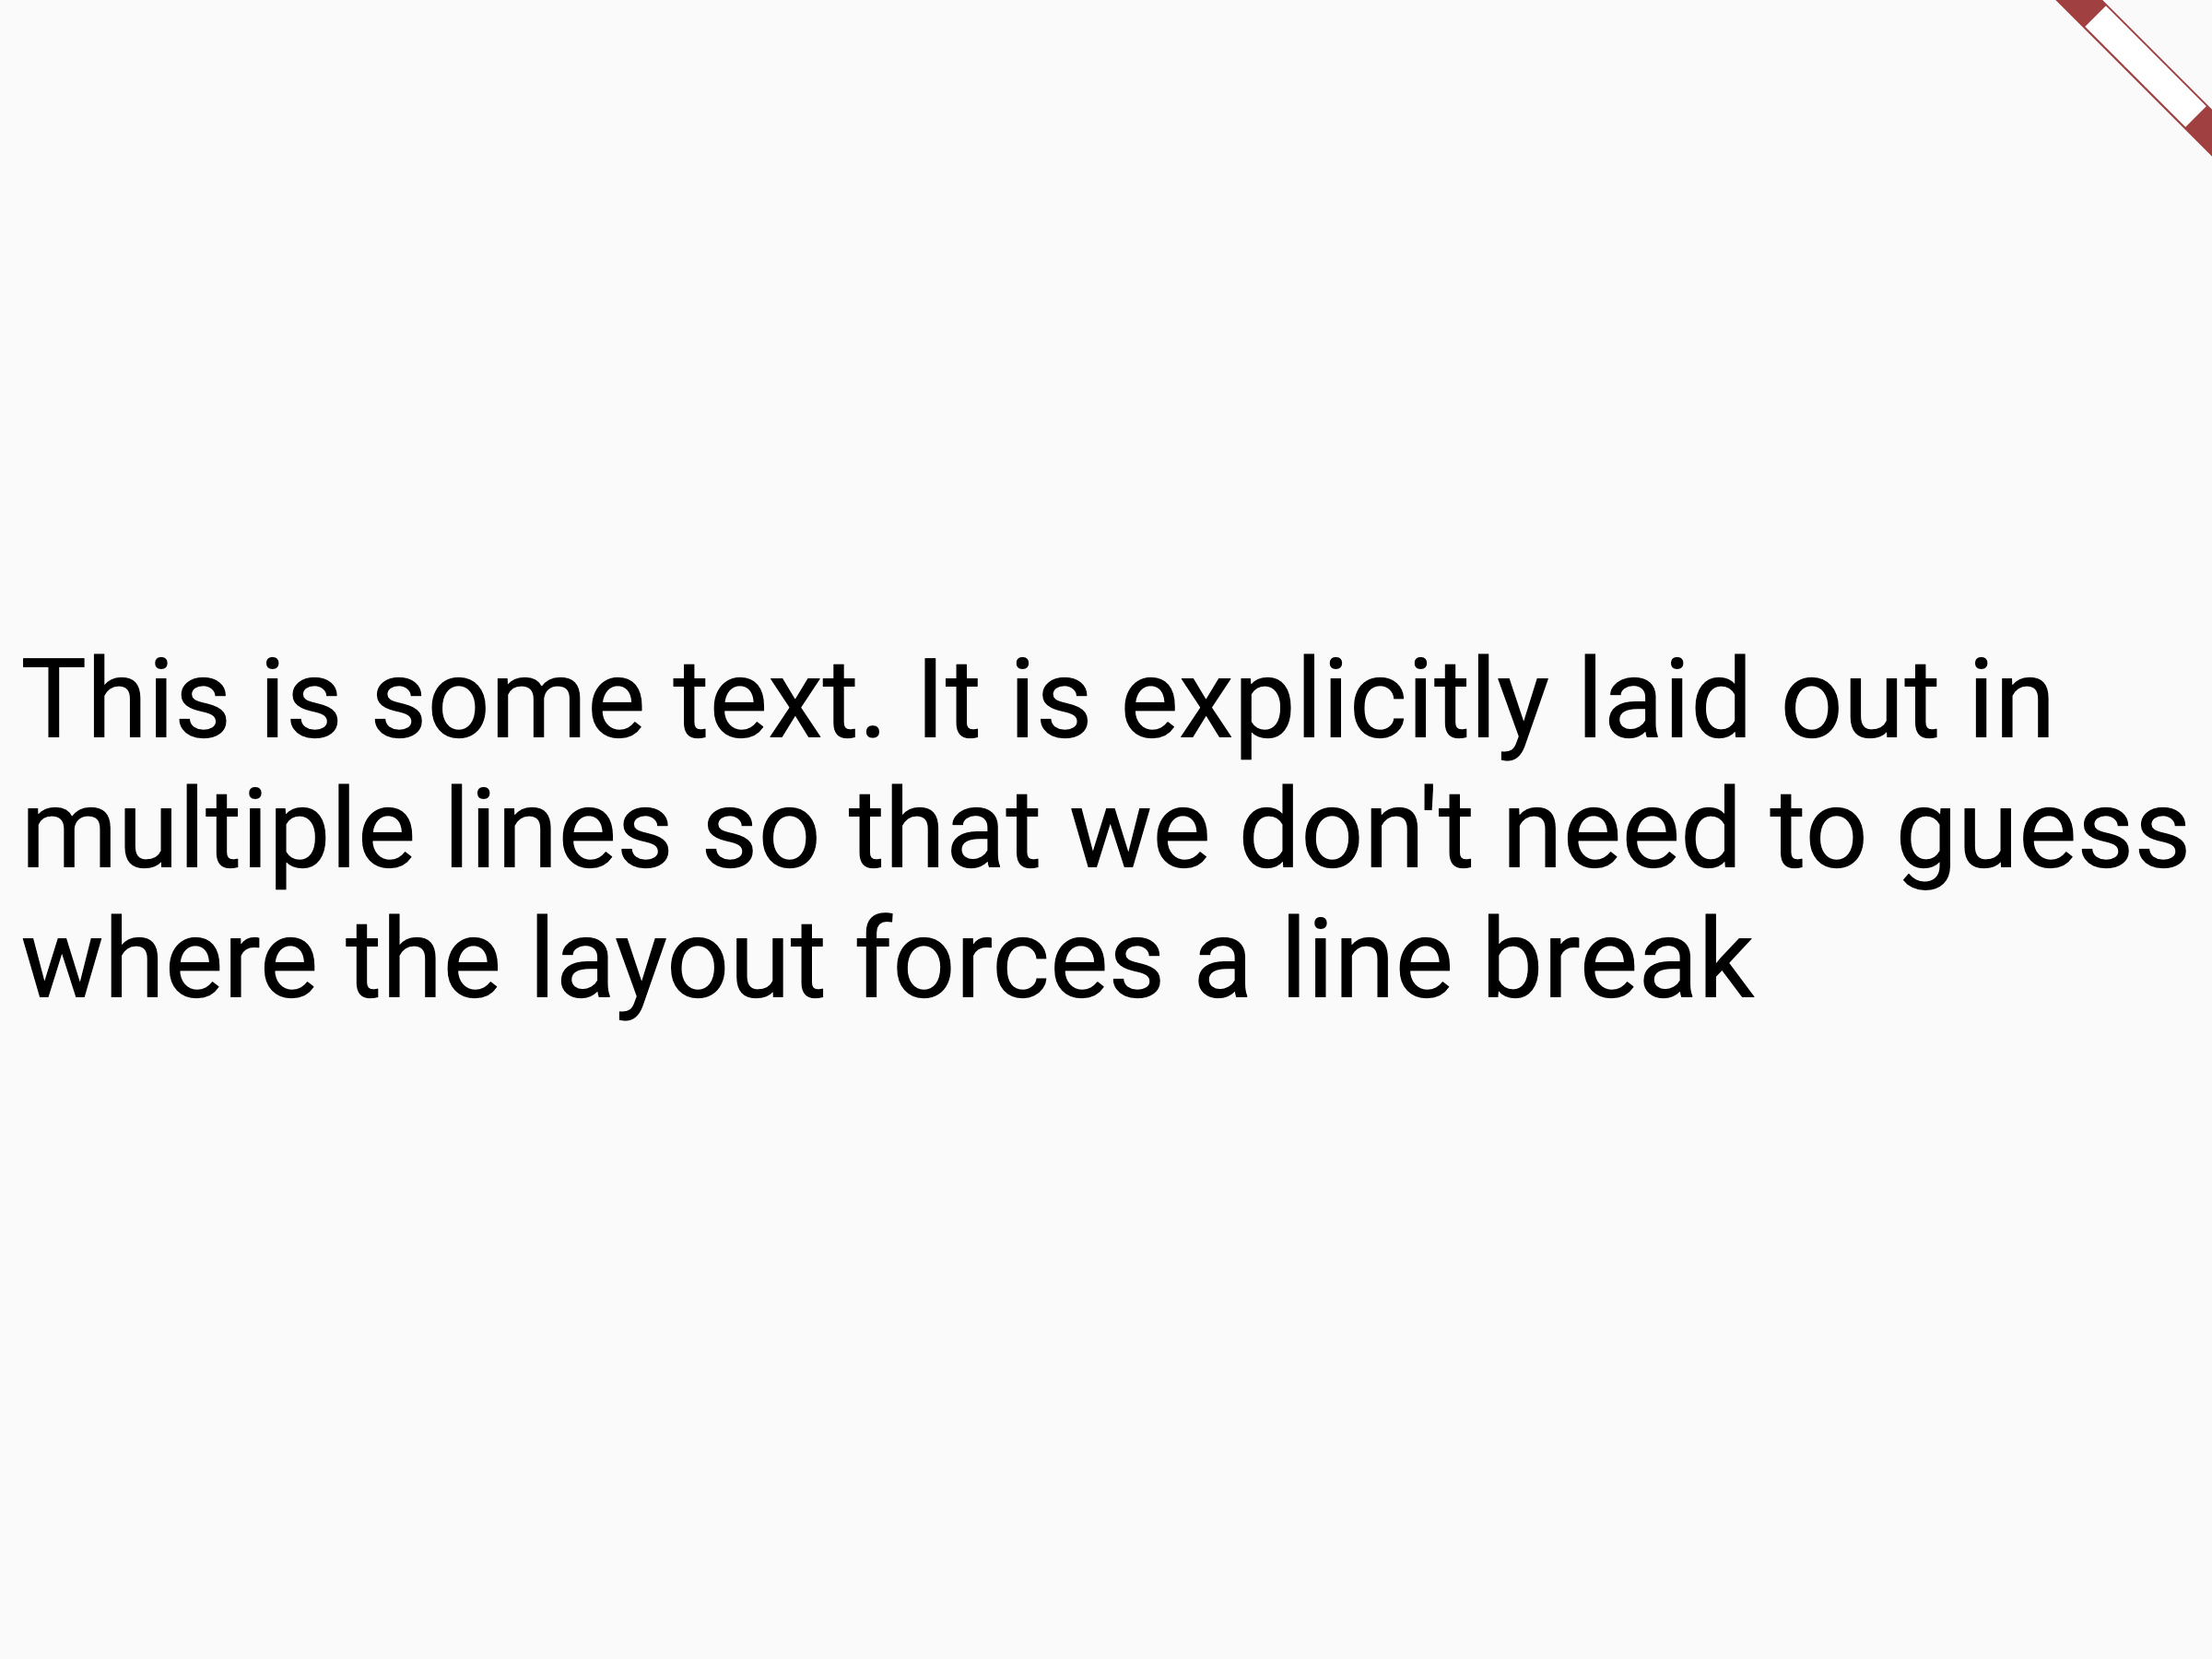 This is some text. It is explicitly laid out in
multiple lines so that we don't need to guess
where the layout forces a line break